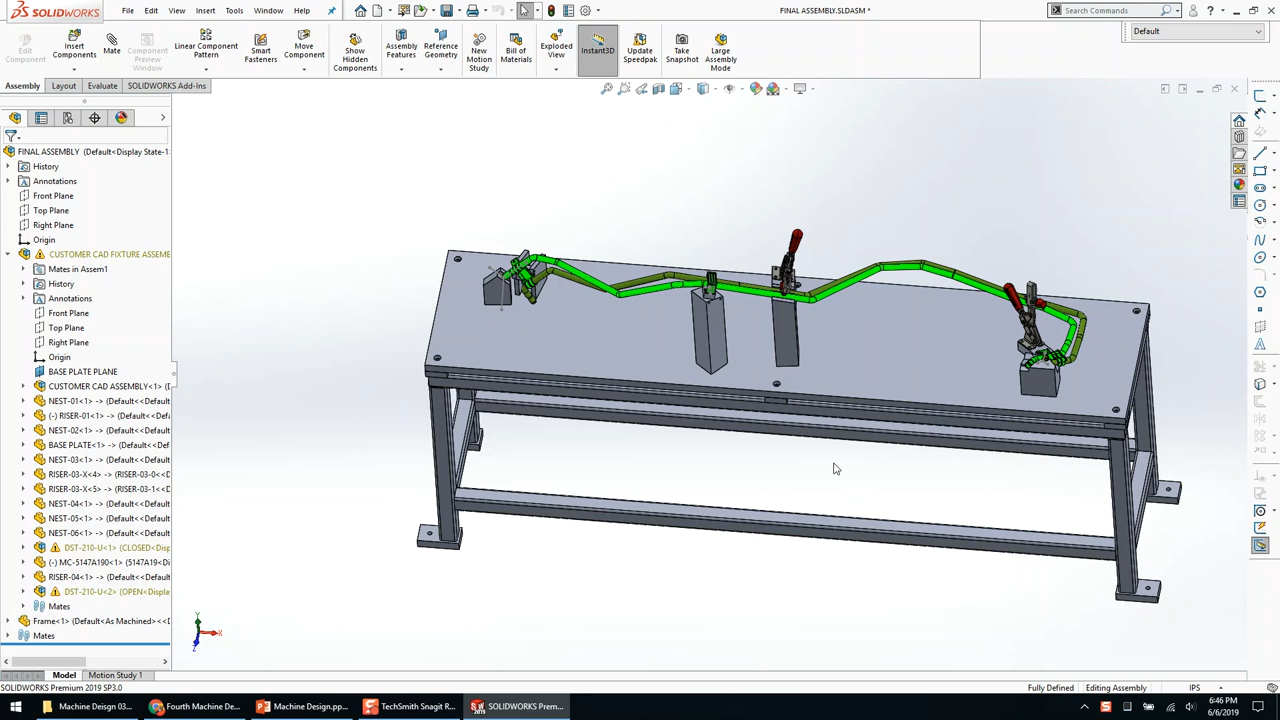 SOLIDWORKS
File
Edit
View
Insert
Tools
Window
Help
FINAL ASSEMBLY.SLDASM *
Search Commands
Edit
Component
Insert
Components
Mate
Component
Preview
Window
Linear Component
Pattern
Smart
Fasteners
Move
Component
Show
Hidden
Components
Assembly
Features
Reference
Geometry
New
Motion
Study
Bill of
Materials
Exploded
View
Instant3D
Update
Speedpak
Take
Snapshot
Large
Assembly
Mode
Default
Assembly
Layout
Evaluate
SOLIDWORKS Add-Ins
FINAL ASSEMBLY (Default<Display State-1
History
Annotations
Front Plane
Top Plane
Right Plane
Origin
CUSTOMER CAD FIXTURE ASSEME
Mates in Assem1
History
Annotations
Front Plane
Top Plane
Right Plane
Origin
BASE PLATE PLANE
CUSTOMER CAD ASSEMBLY<1> (
NEST-01<1> -> (Default<<Default
(-) RISER-01<1> -> (Default<<Defa
NEST-02<1> -> (Default<<Default
BASE PLATE<1> -> (Default<<Def
NEST-03<1> -> (Default<<Default
RISER-03-X<4> -> (RISER-03-0<<
RISER-03-X<5> -> (RISER-03-1<<
NEST-04<1> -> (Default<<Default
NEST-05<1> -> (Default<<Default
NEST-06<1> -> (Default<<Default
DST-210-U<1> (CLOSED<Disp
(-) MC-5147A190<1> (5147A19<D
RISER-04<1> -> (Default<<Default
DST-210-U<2> (OPEN<Display
Mates
Frame<1> (Default<As Machined><<
Mates
Y
X
Z
Model
Motion Study 1
SOLIDWORKS Premium 2019 SP3.0
Fully Defined
Editing Assembly
IPS
Machine Deisgn 03...
Fourth Machine De...
Machine Design.pp...
TechSmith Snagit R...
SOLIDWORKS Prem...
6:46 PM
6/6/2019